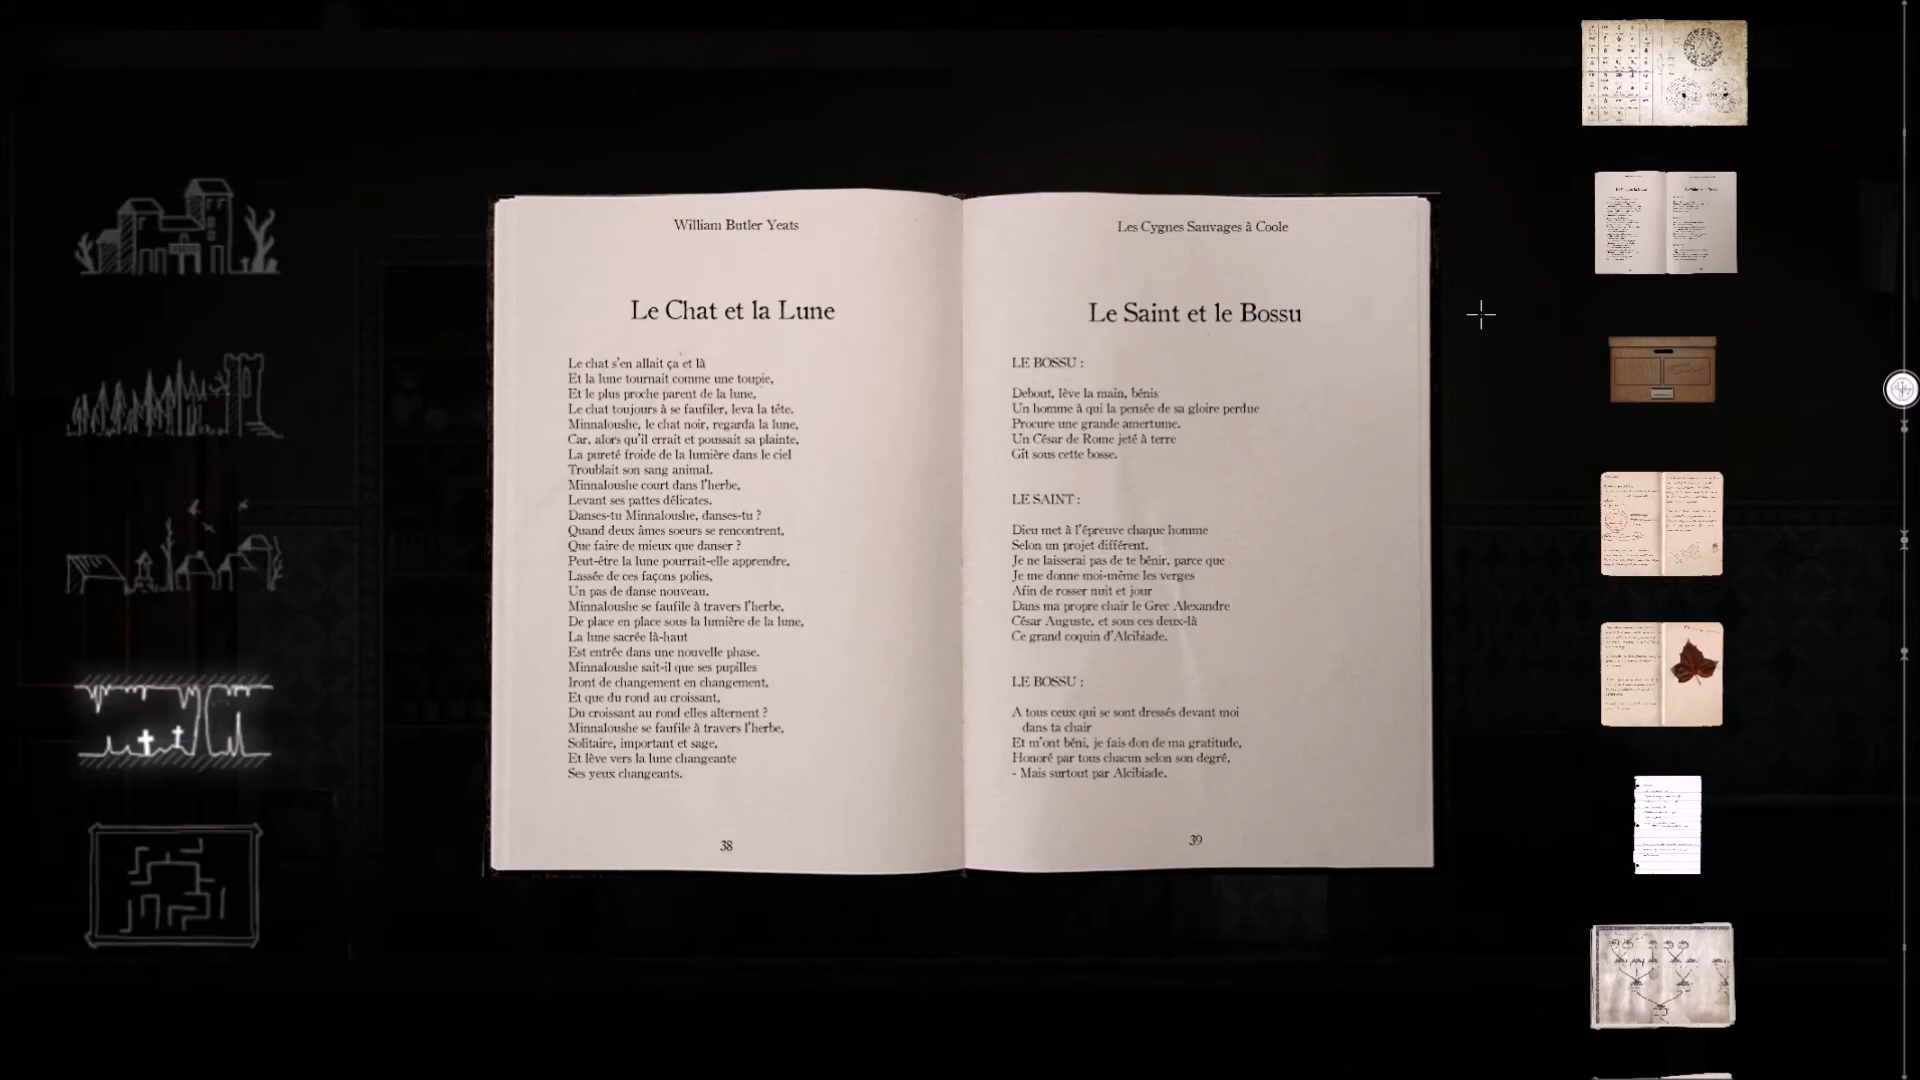 William Butler Yeats
Le Chat et la Lune
Le chat s'en allait ça et là
Et la lune tournait comme une toupie,
Et le plus proche parent de la lune,
Le chat toujours à se faufiler, leva la tête.
Minnaloushe, le chat noir, regarda la lune,
Car, alors qu'il errait et poussait sa plainte,
La pureté froide de la lumière dans le ciel
Troublait son sang animal.
Minnaloushe court dans l'herbe,
Levant ses pattes délicates.
Danses-tu Minnaloushe, danses-tu ?
Quand deux âmes soeurs se rencontrent,
Que faire de mieux que danser ?
Peut-être la lune pourrait-elle apprendre,
Lassée de ces façons polies,
Un pas de danse nouveau.
Minnaloushe se faufile à travers l'herbe.
De place en place sous la lumière de la lune,
La lune sacrée là-haut
Est entrée dans une nouvelle phase.
Minnaloushe sait-il que ses pupilles
Iront de changement en changement,
Et que du rond au croissant,
Du croissant au rond elles alternent ?
Minnaloushe se faufile à travers l'herbe,
Solitaire, important et sage,
Et lève vers la lune changeante
Ses yeux changeants.
38
Les Cygnes Sauvages à Coole
Le Saint et le Bossu
LE BOSSU :
Debout, lève la main, bénis
Un homme à qui la pensée de sa gloire perdue
Procure une grande amertume.
Un César de Rome jeté à terre
Gît sous cette bosse.
LE SAINT :
Dieu met à l'épreuve chaque homme
Selon un projet différent.
Je ne laisserai pas de te bénir, parce que
Je me donne moi-même les verges
Afin de rosser nuit et jour
Dans ma propre chair le Grec Alexandre
César Auguste, et sous ces deux-là
Ce grand coquin d'Alcibiade.
LE BOSSU :
A tous ceux qui se sont dressés devant moi
dans ta chair
Et m'ont béni, je fais don de ma gratitude,
Honoré par tous chacun selon son degré,
- Mais surtout par Alcibiade.
39